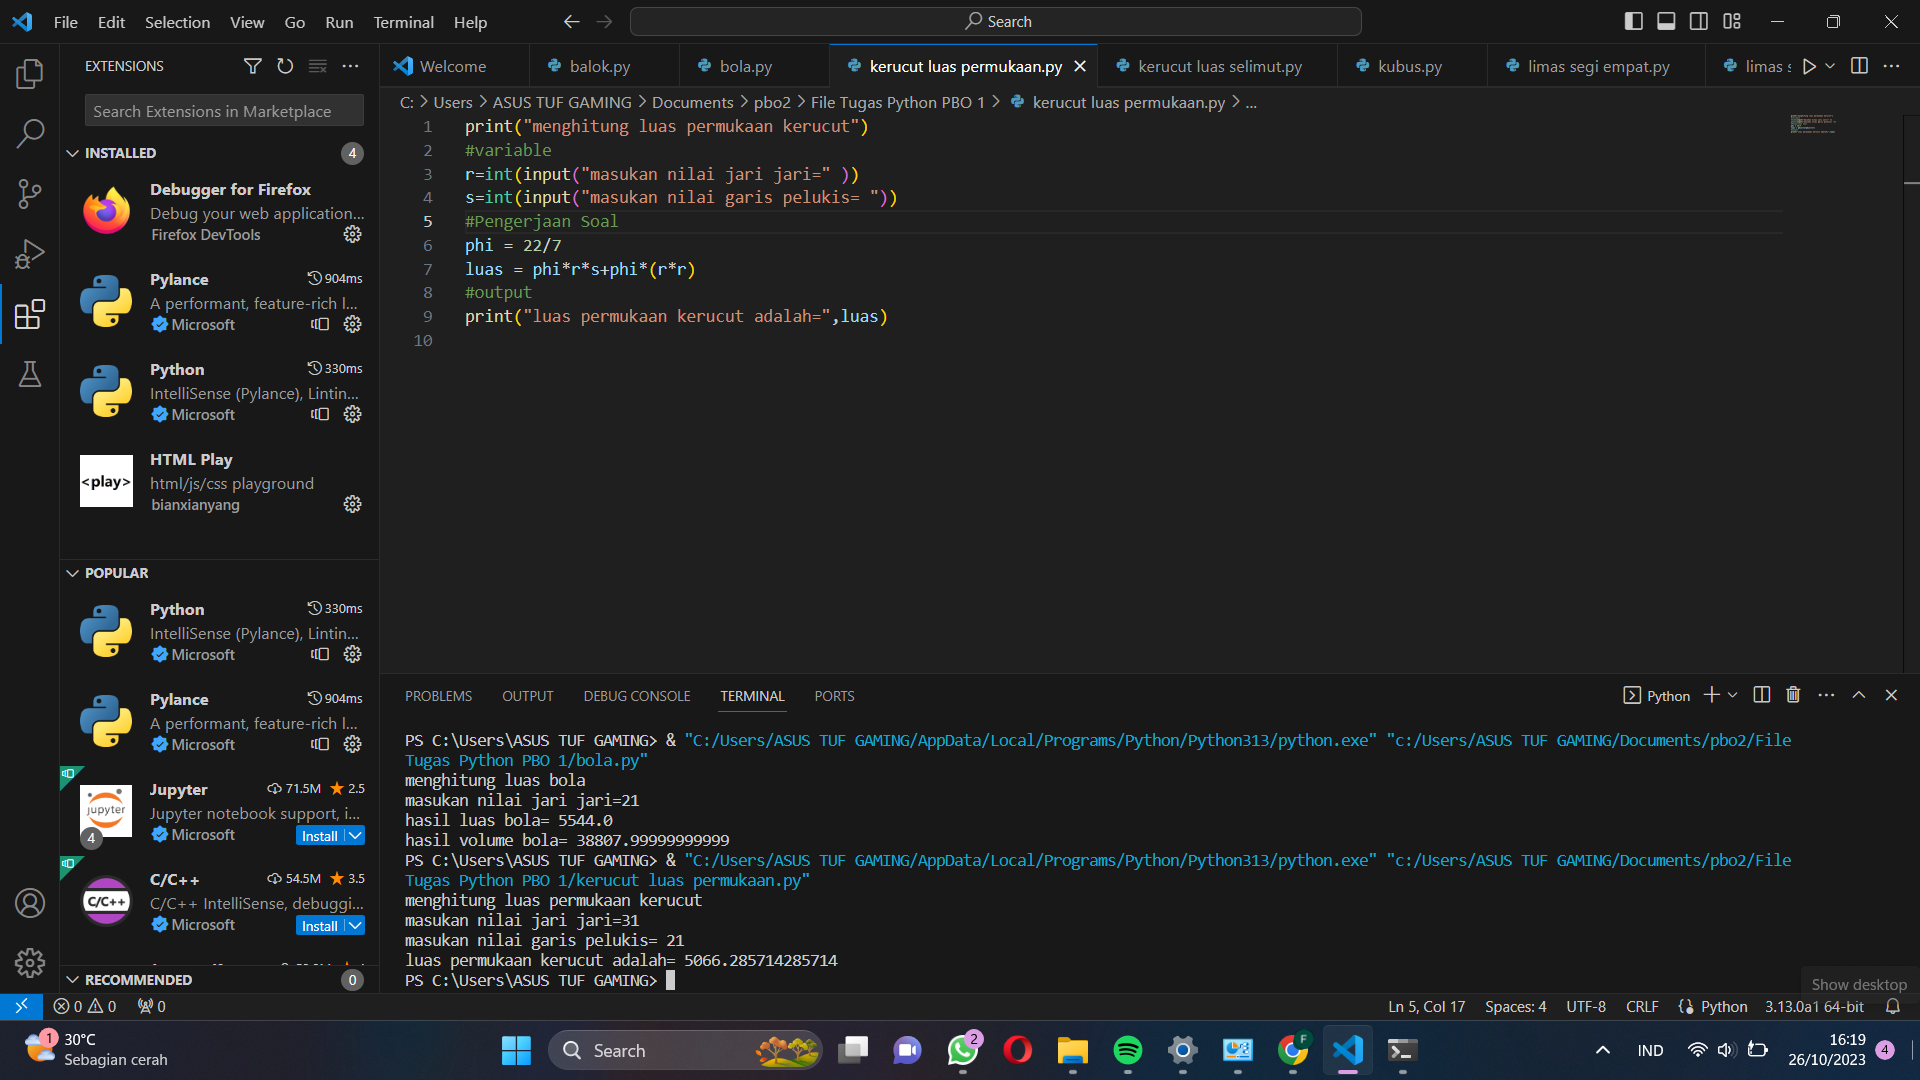 File Edit Selection View Go Run Terminal Help
Search
EXTENSIONS
Search Extensions in Marketplace
INSTALLED
4
Debugger for Firefox
Debug your web application...
Firefox DevTools
Pylance 904ms
A performant, feature-rich l...
Microsoft
Python 330ms
IntelliSense (Pylance), Lintin...
Microsoft
<play>
HTML Play
html/js/css playground
bianxianyang
POPULAR
Python 330ms
IntelliSense (Pylance), Lintin...
Microsoft
Pylance 904ms
A performant, feature-rich l...
Microsoft
jupyter
Jupyter 71.5M 2.5
Jupyter notebook support, i...
Microsoft Install
4
C/C++
C/C++ 54.5M 3.5
C/C++ IntelliSense, debuggi...
Microsoft Install
RECOMMENDED 0
Welcome balok.py bola.py kerucut luas permukaan.py kerucut luas selimut.py kubus.py limas segi empat.py limas s
C: > Users > ASUS TUF GAMING > Documents > pbo2 > File Tugas Python PBO 1 > kerucut luas permukaan.py > ...
1 print("menghitung luas permukaan kerucut")
2 #variable
3 r=int(input("masukan nilai jari jari=" ))
4 s=int(input("masukan nilai garis pelukis= "))
5 #Pengerjaan Soal
6 phi = 22/7
7 luas = phi*r*s+phi*(r*r)
8 #output
9 print("luas permukaan kerucut adalah=",luas)
10
PROBLEMS OUTPUT DEBUG CONSOLE TERMINAL PORTS
Python
PS C:\Users\ASUS TUF GAMING> & "C:/Users/ASUS TUF GAMING/AppData/Local/Programs/Python/Python313/python.exe" "c:/Users/ASUS TUF GAMING/Documents/pbo2/File
Tugas Python PBO 1/bola.py"
menghitung luas bola
masukan nilai jari jari=21
hasil luas bola= 5544.0
hasil volume bola= 38807.99999999999
PS C:\Users\ASUS TUF GAMING> & "C:/Users/ASUS TUF GAMING/AppData/Local/Programs/Python/Python313/python.exe" "c:/Users/ASUS TUF GAMING/Documents/pbo2/File
Tugas Python PBO 1/kerucut luas permukaan.py"
menghitung luas permukaan kerucut
masukan nilai jari jari=31
masukan nilai garis pelukis= 21
luas permukaan kerucut adalah= 5066.285714285714
PS C:\Users\ASUS TUF GAMING>
Show desktop
0 0 0
Ln 5, Col 17 Spaces: 4 UTF-8 CRLF Python 3.13.0a1 64-bit
1
30°C
Sebagian cerah
Search
2
F
IND
16:19
26/10/2023
4